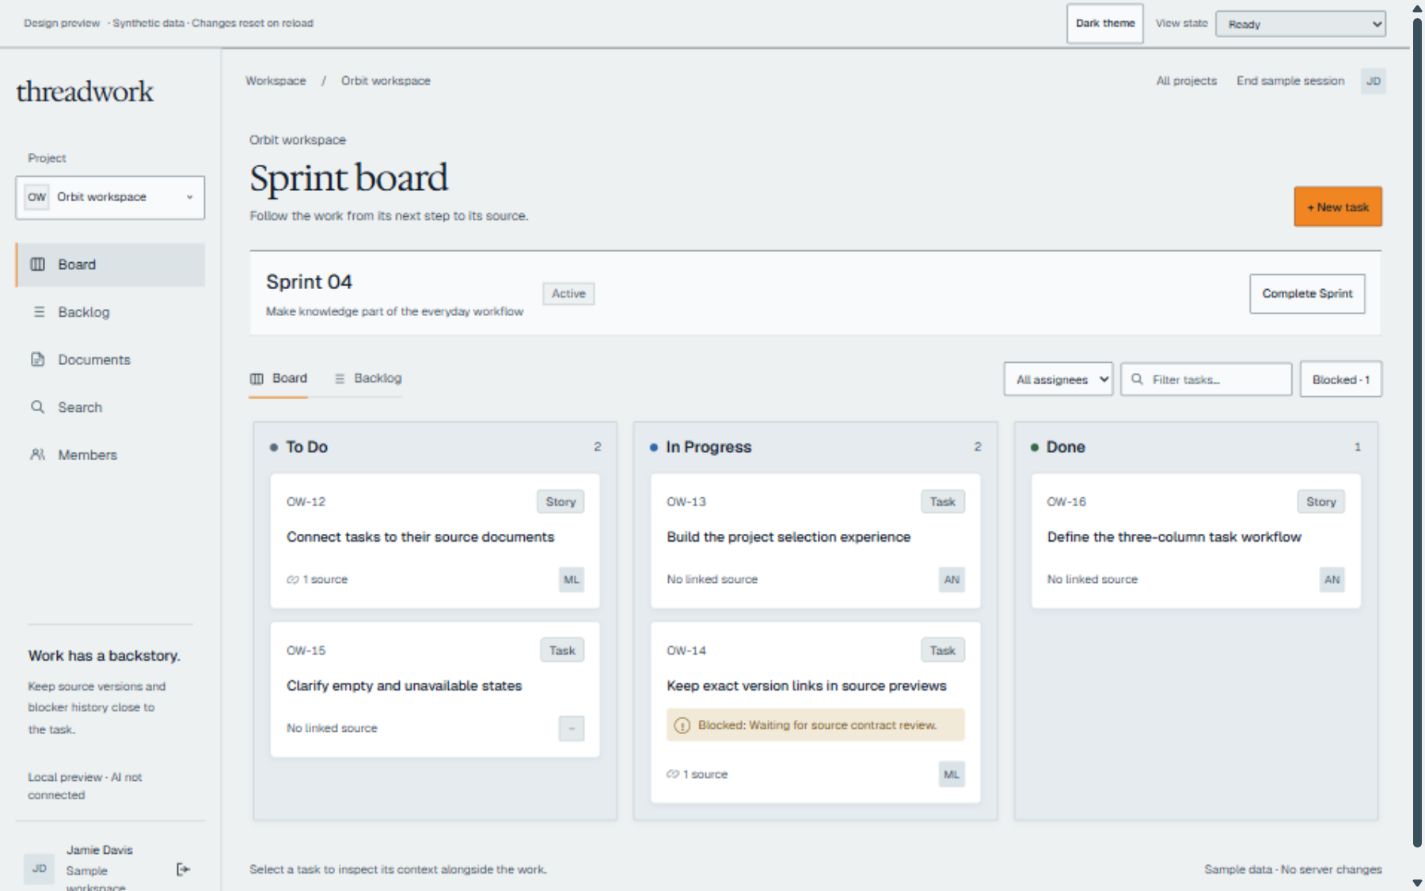 Design preview · Synthetic data · Changes reset on reload
Dark theme
View state
Ready
threadwork
Project
OW Orbit workspace
Board
Backlog
Documents
Search
Members
Work has a backstory.
Keep source versions and
blocker history close to
the task.
Local preview · AI not
connected
JD
Jamie Davis
Sample
workspace
Workspace / Orbit workspace
All projects
End sample session
JD
Orbit workspace
Sprint board
Follow the work from its next step to its source.
+ New task
Sprint 04
Make knowledge part of the everyday workflow
Active
Complete Sprint
Board
Backlog
All assignees
Filter tasks...
Blocked · 1
To Do
2
OW-12
Story
Connect tasks to their source documents
1 source
ML
OW-15
Task
Clarify empty and unavailable states
No linked source
–
In Progress
2
OW-13
Task
Build the project selection experience
No linked source
AN
OW-14
Task
Keep exact version links in source previews
Blocked: Waiting for source contract review.
1 source
ML
Done
1
OW-16
Story
Define the three-column task workflow
No linked source
AN
Select a task to inspect its context alongside the work.
Sample data · No server changes